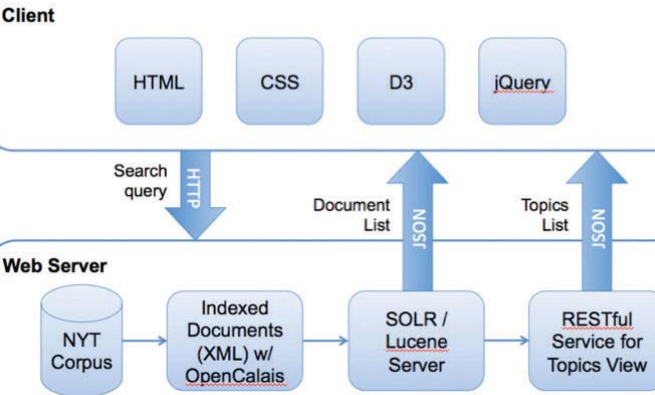 Client
HTML
CSS
D3
jQuery
Search
query
HTTP
Document
List
JSON
Topics
List
JSON
Web Server
NYT
Corpus
Indexed
Documents
(XML) w/
OpenCalais
SOLR /
Lucene
Server
RESTful
Service for
Topics View